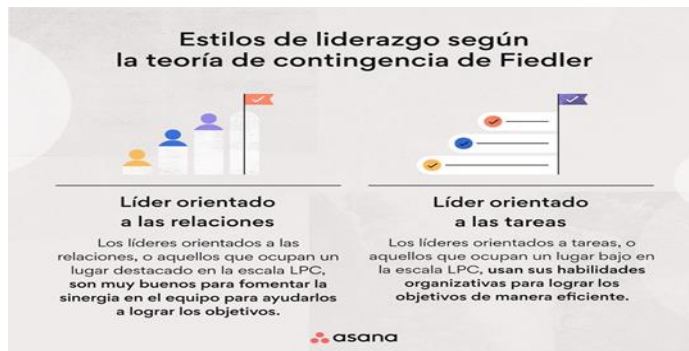 Estilos de liderazgo según
la teoría de contingencia de Fiedler
Líder orientado
a las relaciones
Los líderes orientados a las
relaciones, o aquellos que ocupan un
lugar destacado en la escala LPC,
son muy buenos para fomentar la
sinergia en el equipo para ayudarlos
a lograr los objetivos.
Líder orientado
a las tareas
Los líderes orientados a tareas, o
aquellos que ocupan un lugar bajo en
la escala LPC, usan sus habilidades
organizativas para lograr los
objetivos de manera eficiente.
asana